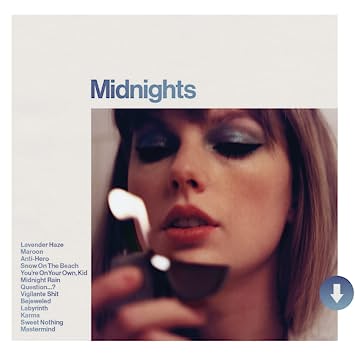 Midnights
Lavender Haze
Maroon
Anti-Hero
Snow On The Beach
You're On Your Own, Kid
Midnight Rain
Question...?
Vigilante Shit
Bejeweled
Labyrinth
Karma
Sweet Nothing
Mastermind